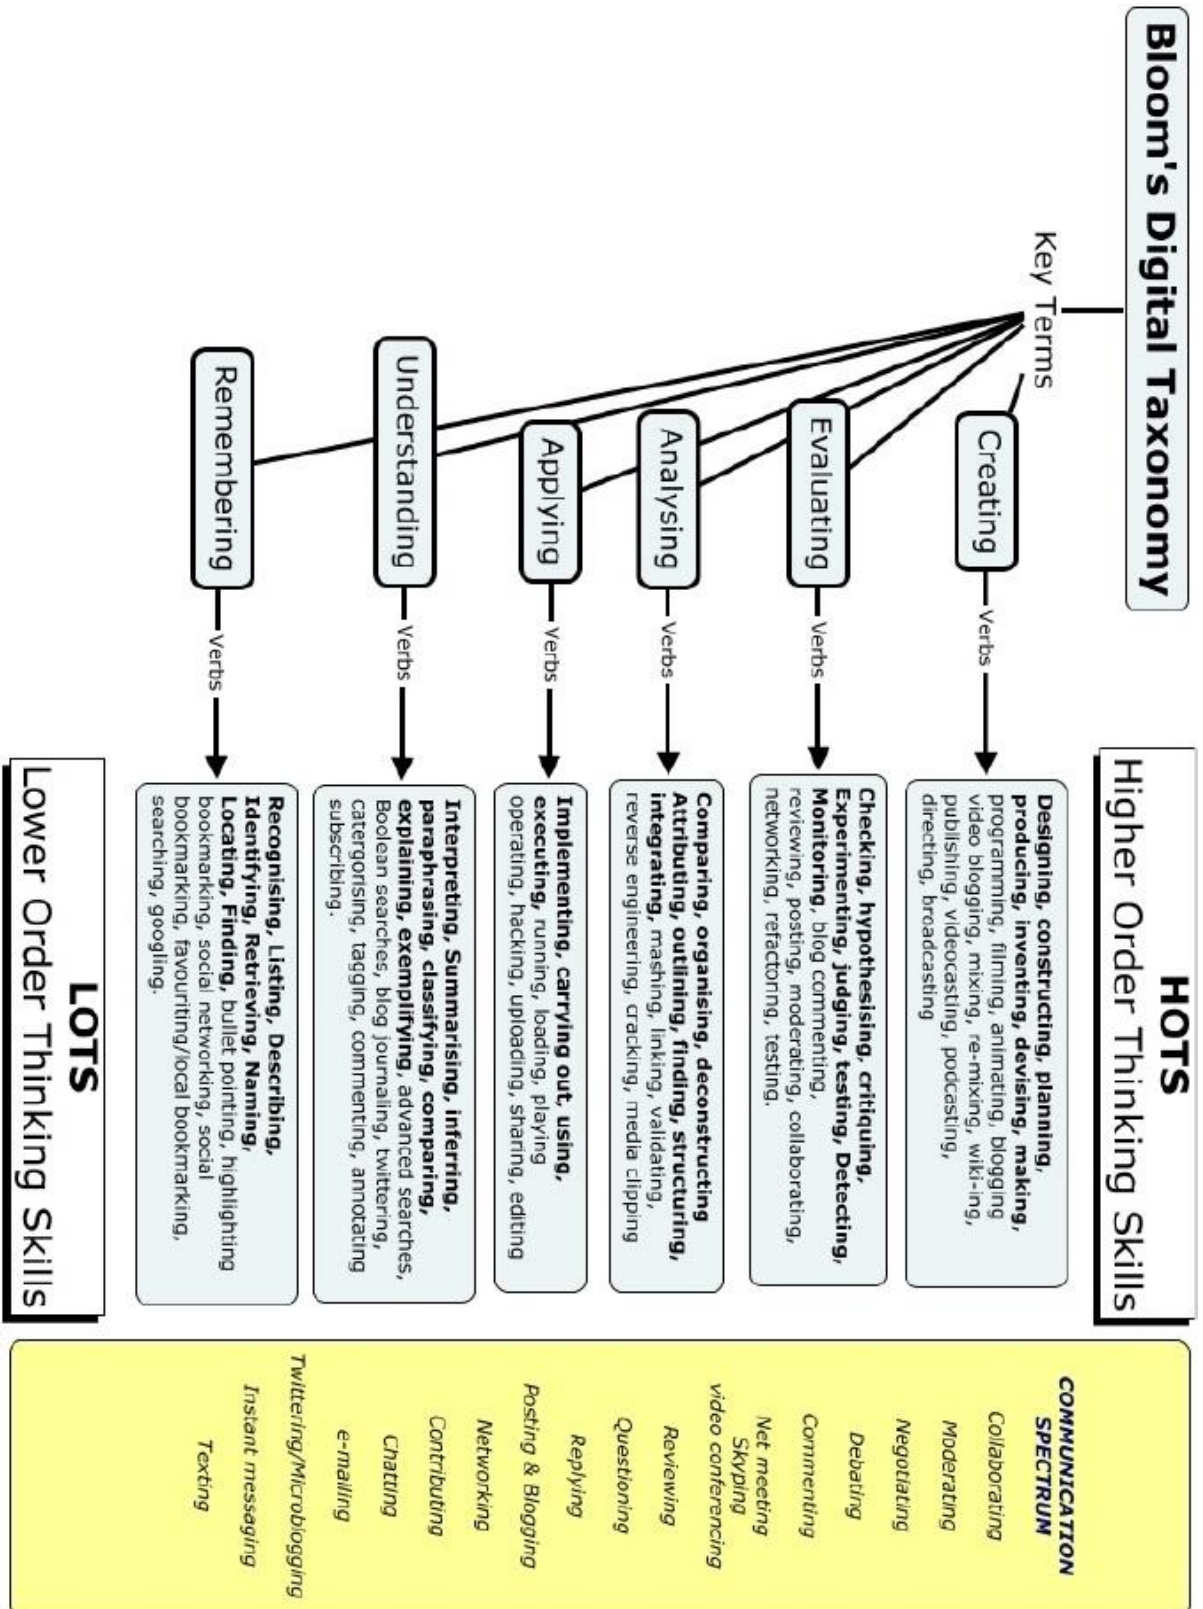 Bloom's Digital Taxonomy
Key Terms
HOTS
Higher Order Thinking Skills
Creating
Verbs
Designing, constructing, planning,
producing, inventing, devising, making,
programming, filming, animating, blogging
video blogging, mixing, re-mixing, wiki-ing,
publishing, videocasting, podcasting,
directing, broadcasting
Evaluating
Verbs
Checking, hypothesising, critiquing,
Experimenting, judging, testing, Detecting,
Monitoring, blog commenting,
reviewing, posting, moderating, collaborating,
networking, refactoring, testing.
Analysing
Verbs
Comparing, organising, deconstructing
Attributing, outlining, finding, structuring,
integrating, mashing, linking, validating,
reverse engineering, cracking, media clipping
Applying
Verbs
Implementing, carrying out, using,
executing, running, loading, playing
operating, hacking, uploading, sharing, editing
Understanding
Verbs
Interpreting, Summarising, inferring,
paraphrasing, classifying, comparing,
explaining, exemplifying, advanced searches,
Boolean searches, blog journaling, twittering,
catergorising, tagging, commenting, annotating
subscribing.
Remembering
Verbs
Recognising, Listing, Describing,
Identifying, Retrieving, Naming,
Locating, Finding, bullet pointing, highlighting
bookmarking, social networking, social
bookmarking, favouriting/local bookmarking,
searching, googling.
LOTS
Lower Order Thinking Skills
COMMUNICATION
SPECTRUM
Collaborating
Moderating
Negotiating
Debating
Commenting
Net meeting
Skyping
video conferencing
Reviewing
Questioning
Replying
Posting & Blogging
Networking
Contributing
Chatting
e-mailing
Twittering/Microblogging
Instant messaging
Texting